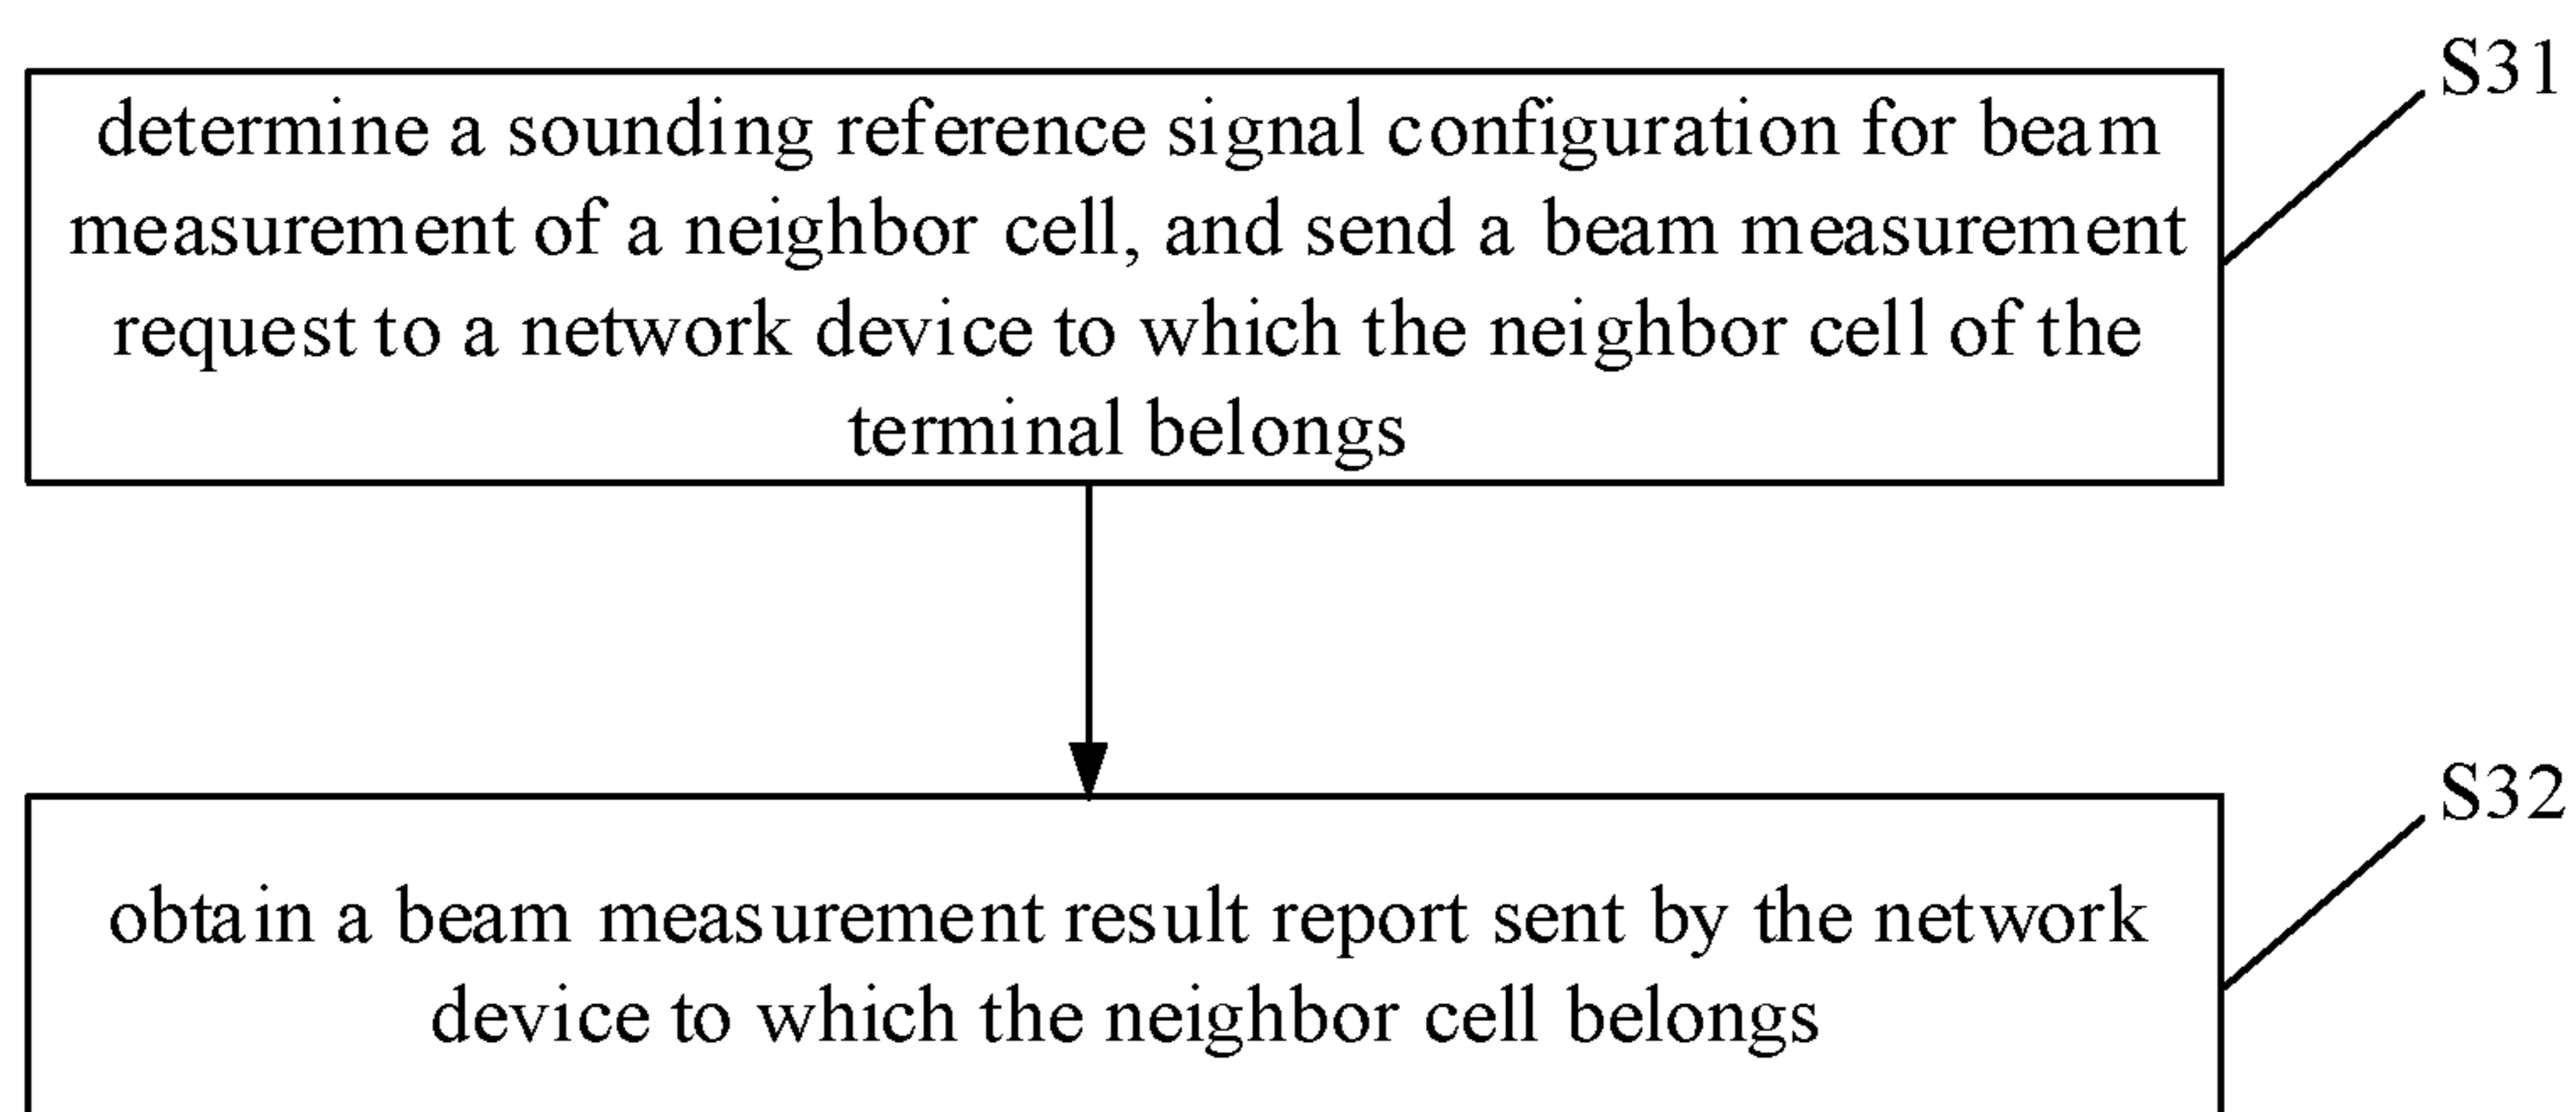 S31
determine a sounding reference signal configuration for beam
measurement of a neighbor cell, and send a beam measurement
request to a network device to which the neighbor cell of the
terminal belongs
S32
obtain a beam measurement result report sent by the network
device to which the neighbor cell belongs